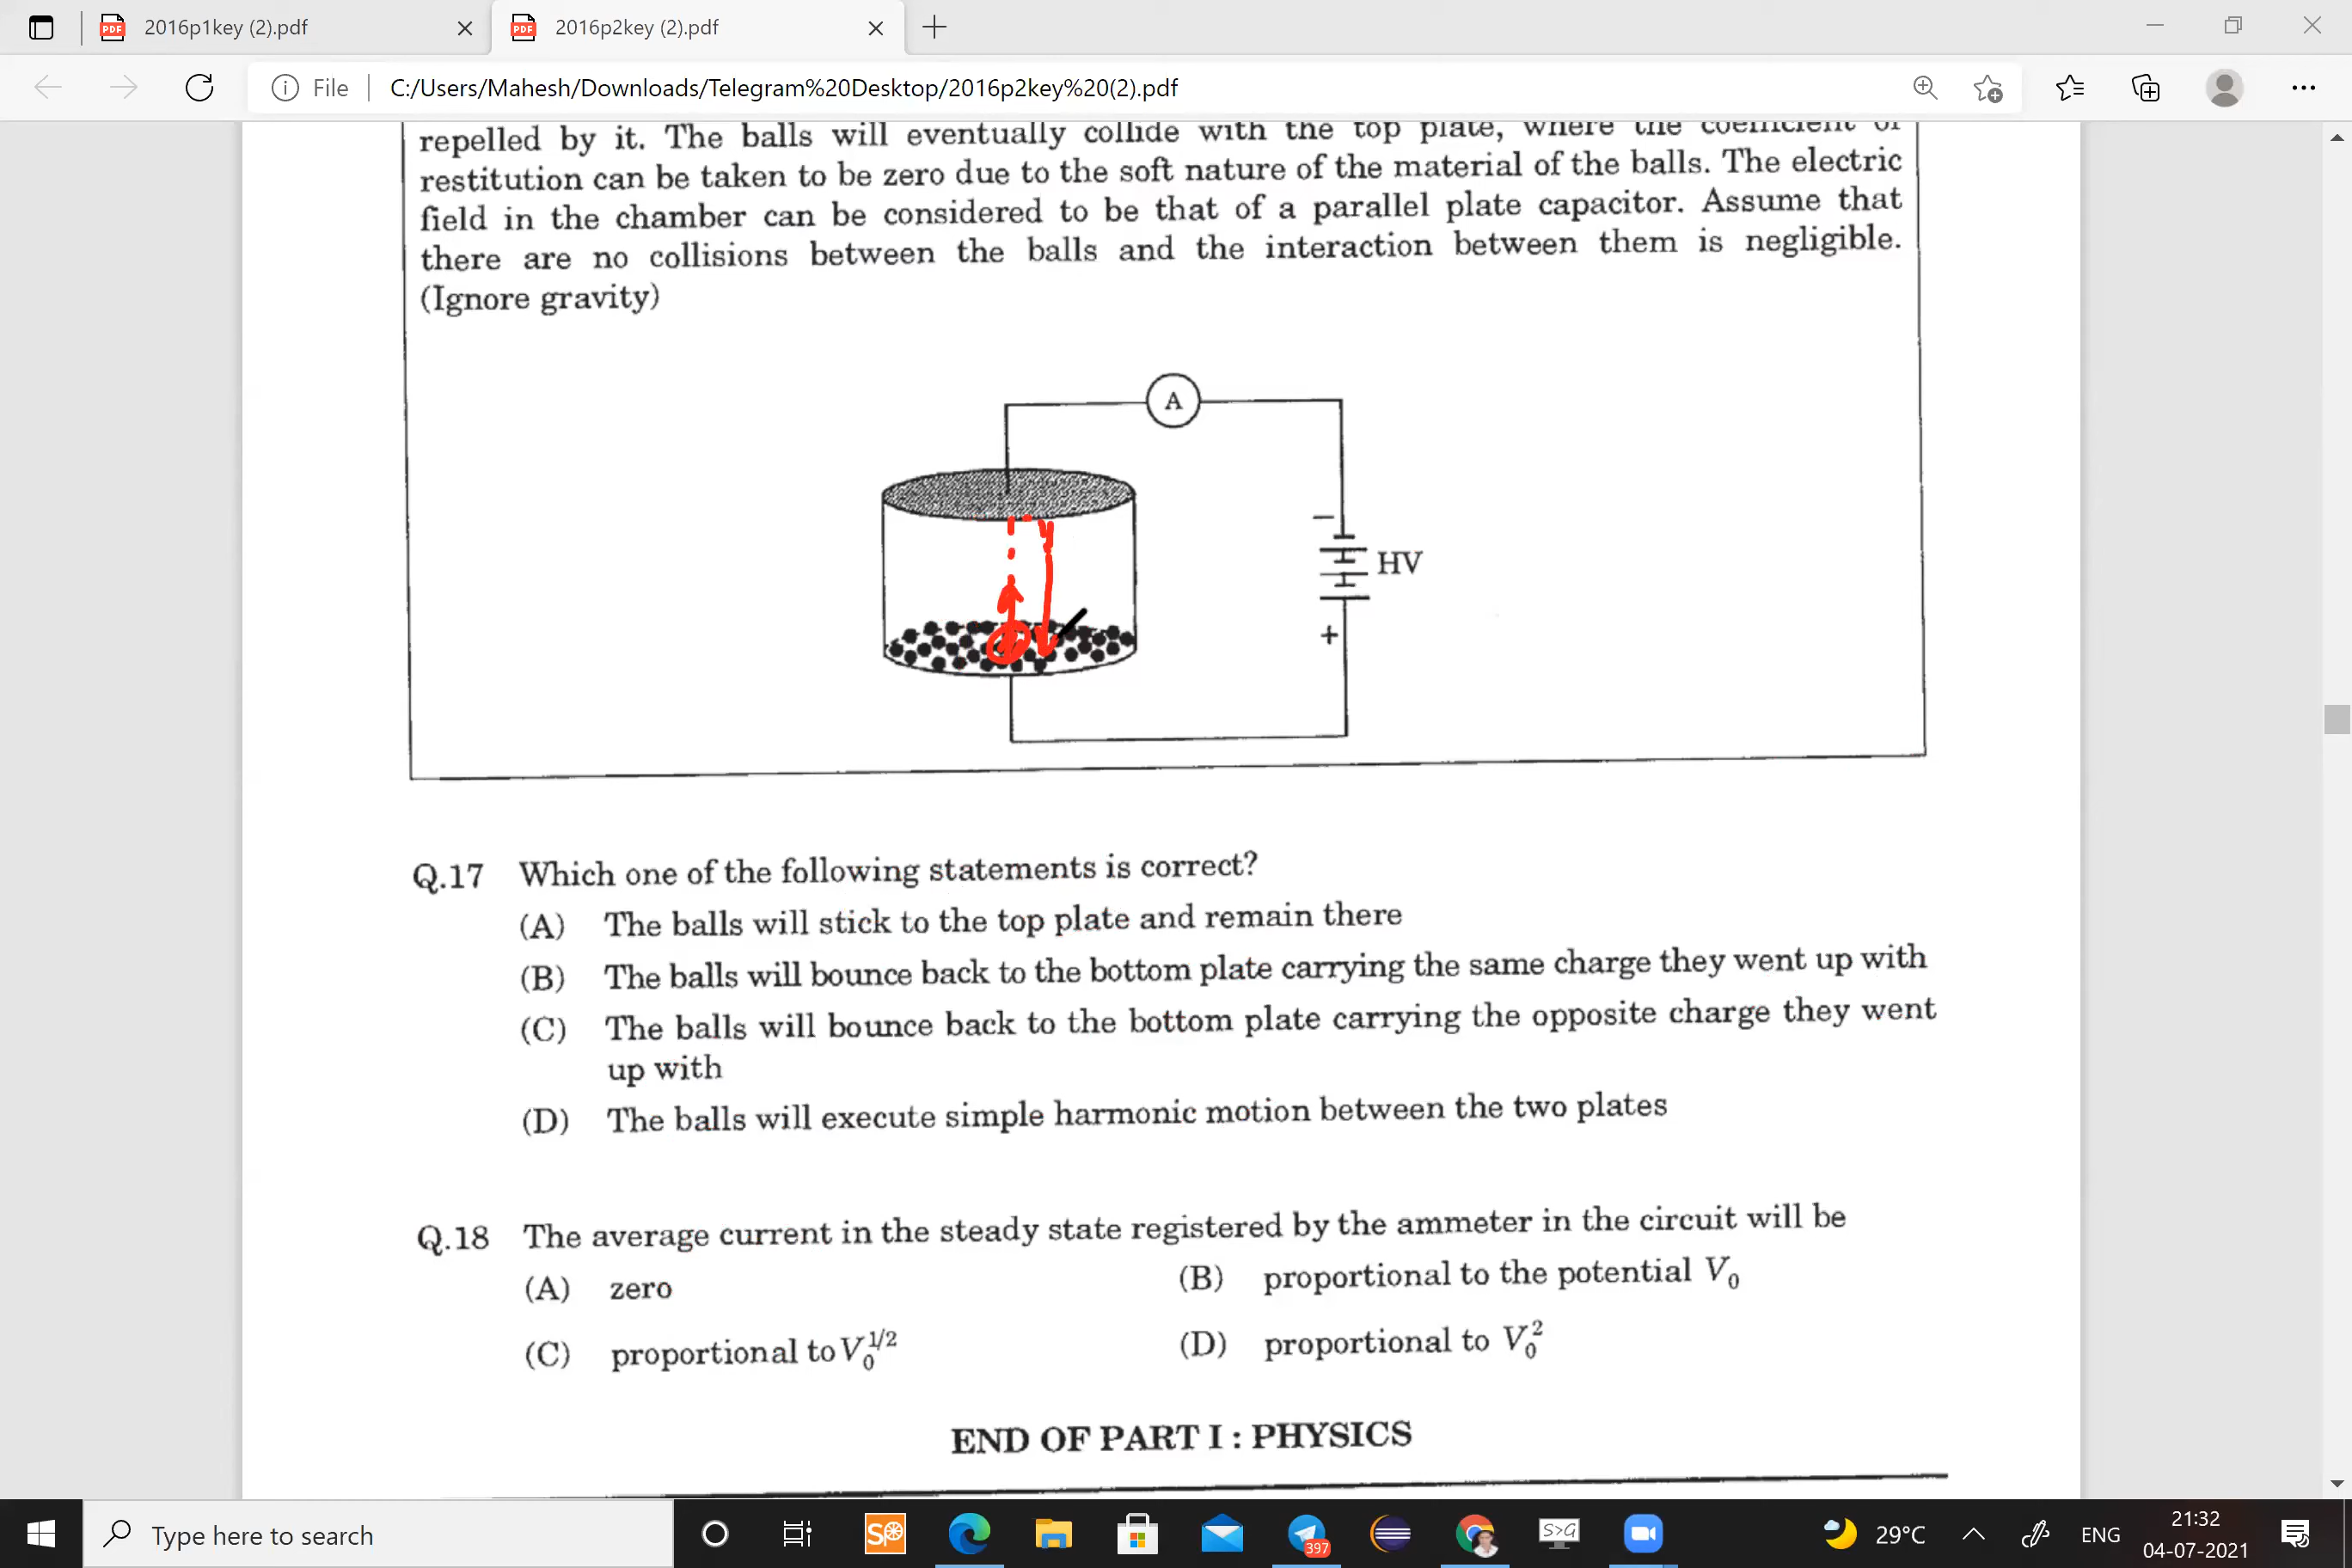 2016p1key (2).pdf
2016p2key (2).pdf
File
C:/Users/Mahesh/Downloads/Telegram%20Desktop/2016p2key%20(2).pdf
repelled by it. The balls will eventually collide with the top plate, where the coefficient of
restitution can be taken to be zero due to the soft nature of the material of the balls. The electric
field in the chamber can be considered to be that of a parallel plate capacitor. Assume that
there are no collisions between the balls and the interaction between them is negligible.
(Ignore gravity)
A
−
HV
+
Q.17 Which one of the following statements is correct?
(A) The balls will stick to the top plate and remain there
(B) The balls will bounce back to the bottom plate carrying the same charge they went up with
(C) The balls will bounce back to the bottom plate carrying the opposite charge they went
up with
(D) The balls will execute simple harmonic motion between the two plates
Q.18 The average current in the steady state registered by the ammeter in the circuit will be
(A) zero
(B) proportional to the potential V₀
(C) proportional to V₀^1/2
(D) proportional to V₀²
END OF PART I : PHYSICS
Type here to search
397
S>G
29°C
ENG
21:32
04-07-2021